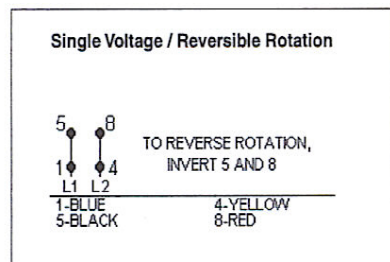 Single Voltage / Reversible Rotation
5 8
TO REVERSE ROTATION,
INVERT 5 AND 8
1 4
L1 L2
1-BLUE 4-YELLOW
5-BLACK 8-RED